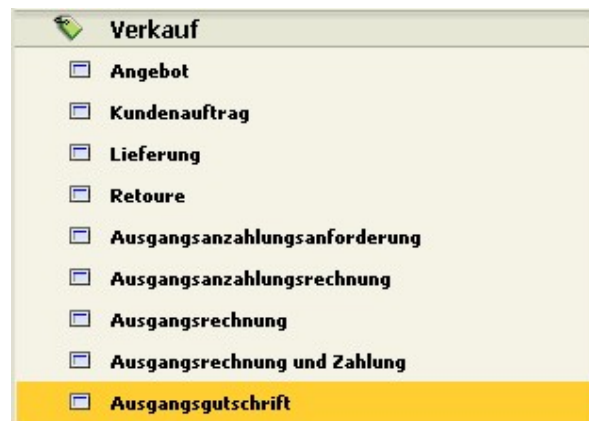 Verkauf
Angebot
Kundenauftrag
Lieferung
Retoure
Ausgangsanzahlungsanforderung
Ausgangsanzahlungsrechnung
Ausgangsrechnung
Ausgangsrechnung und Zahlung
Ausgangsgutschrift